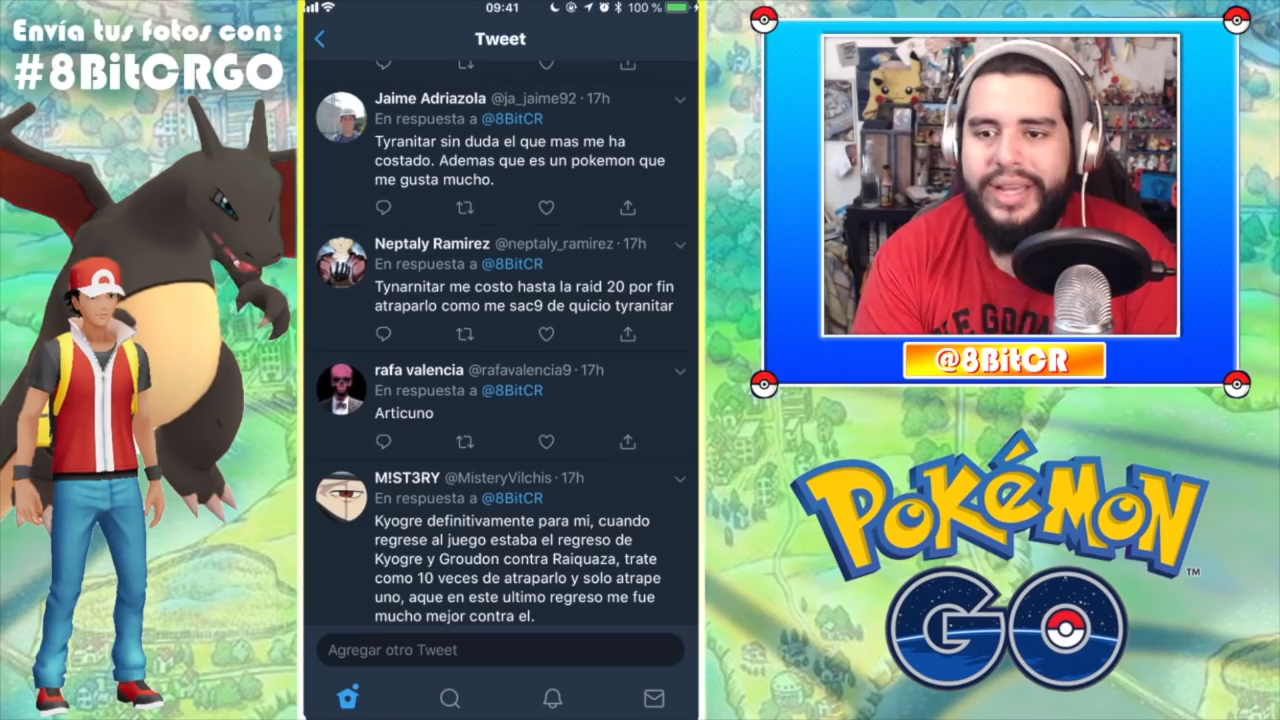 Envía tus fotos con:
#8BitCRGO
09:41
100 %
Tweet
Jaime Adriazola @ja_jaime92 · 17h
En respuesta a @8BitCR
Tyranitar sin duda el que mas me ha
costado. Ademas que es un pokemon que
me gusta mucho.
Neptaly Ramirez @neptaly_ramirez · 17h
En respuesta a @8BitCR
Tynarnitar me costo hasta la raid 20 por fin
atraparlo como me sac9 de quicio tyranitar
rafa valencia @rafavalencia9 · 17h
En respuesta a @8BitCR
Articuno
M!ST3RY @MisteryVilchis · 17h
En respuesta a @8BitCR
Kyogre definitivamente para mi, cuando
regrese al juego estaba el regreso de
Kyogre y Groudon contra Raiquaza, trate
como 10 veces de atraparlo y solo atrape
uno, aque en este ultimo regreso me fue
mucho mejor contra el.
Agregar otro Tweet
@8BitCR
POKÉMON
TM
GO